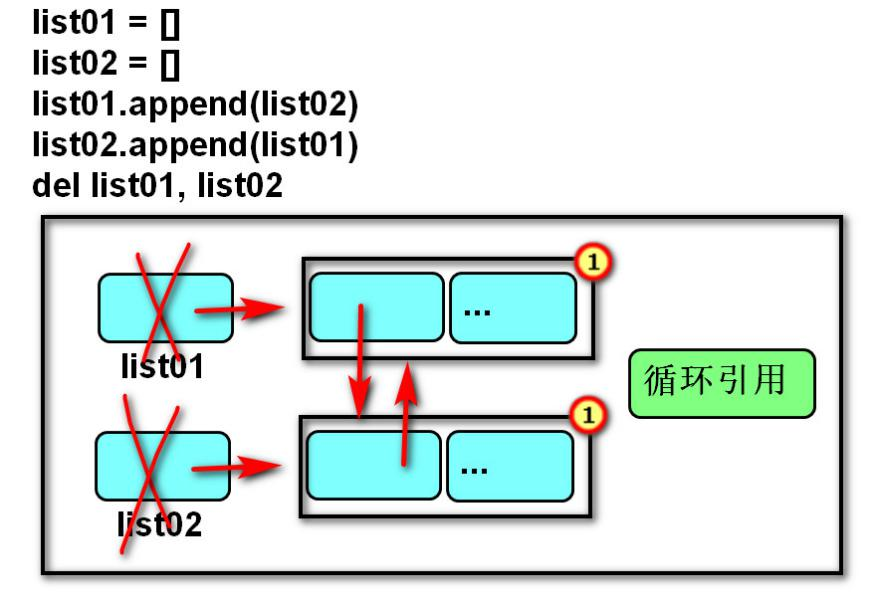 list01 = []
list02 = []
list01.append(list02)
list02.append(list01)
del list01, list02
1
...
list01
循环引用
1
...
list02